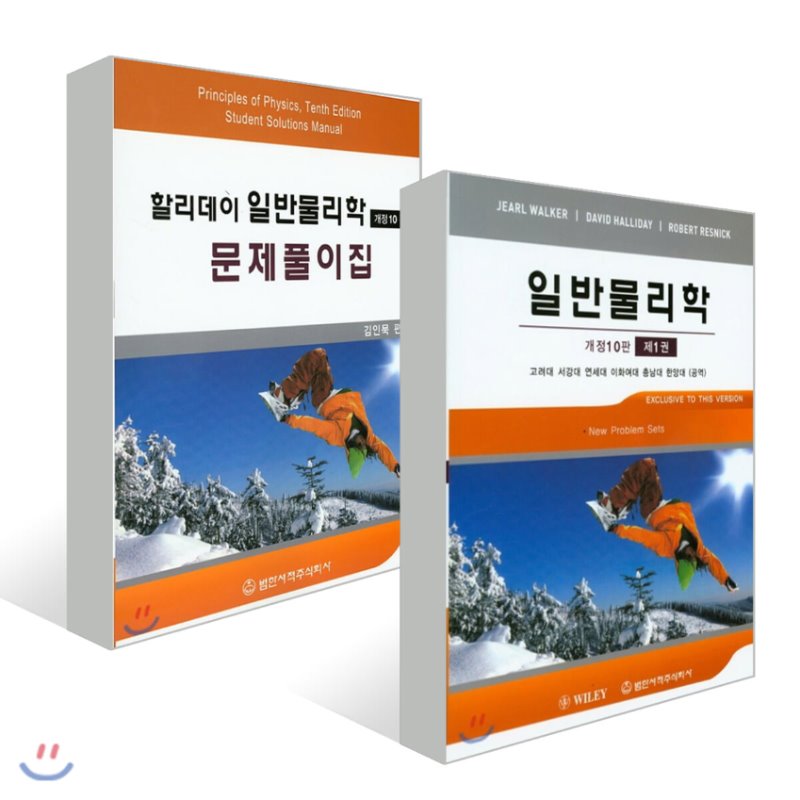 Principles of Physics, Tenth Edition
Student Solutions Manual
할리데이 일반물리학 개정10
문제풀이집
김인묵 편
범한서적주식회사
JEARL WALKER | DAVID HALLIDAY | ROBERT RESNICK
일반물리학
개정10판 제1권
고려대 서강대 연세대 이화여대 충남대 한양대 (공역)
EXCLUSIVE TO THIS VERSION
• New Problem Sets
WILEY 범한서적주식회사